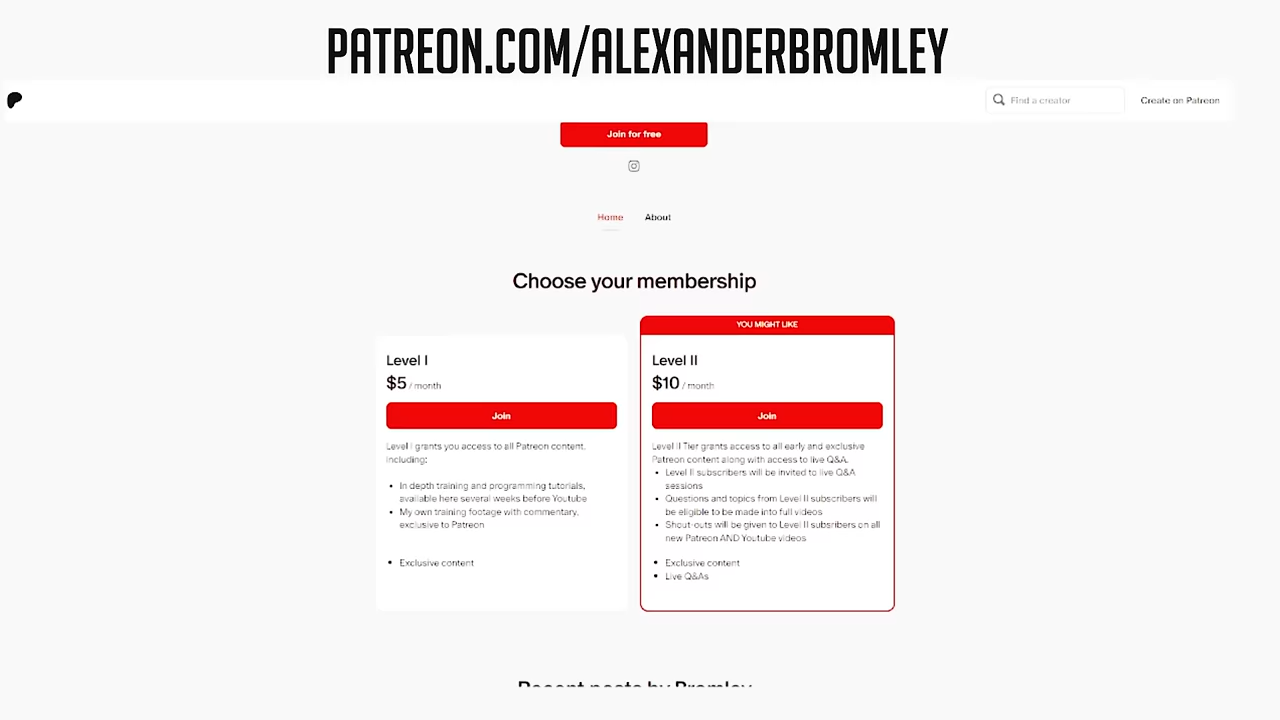 PATREON.COM/ALEXANDERBROMLEY
Find a creator
Create on Patreon
Join for free
Home
About
Choose your membership
Level I
$5 / month
Join
Level I grants you access to all Patreon content,
including:
• In depth training and programming tutorials,
available here several weeks before Youtube
• My own training footage with commentary,
exclusive to Patreon
• Exclusive content
YOU MIGHT LIKE
Level II
$10 / month
Join
Level II Tier grants access to all early and exclusive
Patreon content along with access to live Q&A.
• Level II subscribers will be invited to live Q&A
sessions
• Questions and topics from Level II subscribers will
be eligible to be made into full videos
• Shout-outs will be given to Level II subsribers on all
new Patreon AND Youtube videos
• Exclusive content
• Live Q&As
Recent posts by Bromley